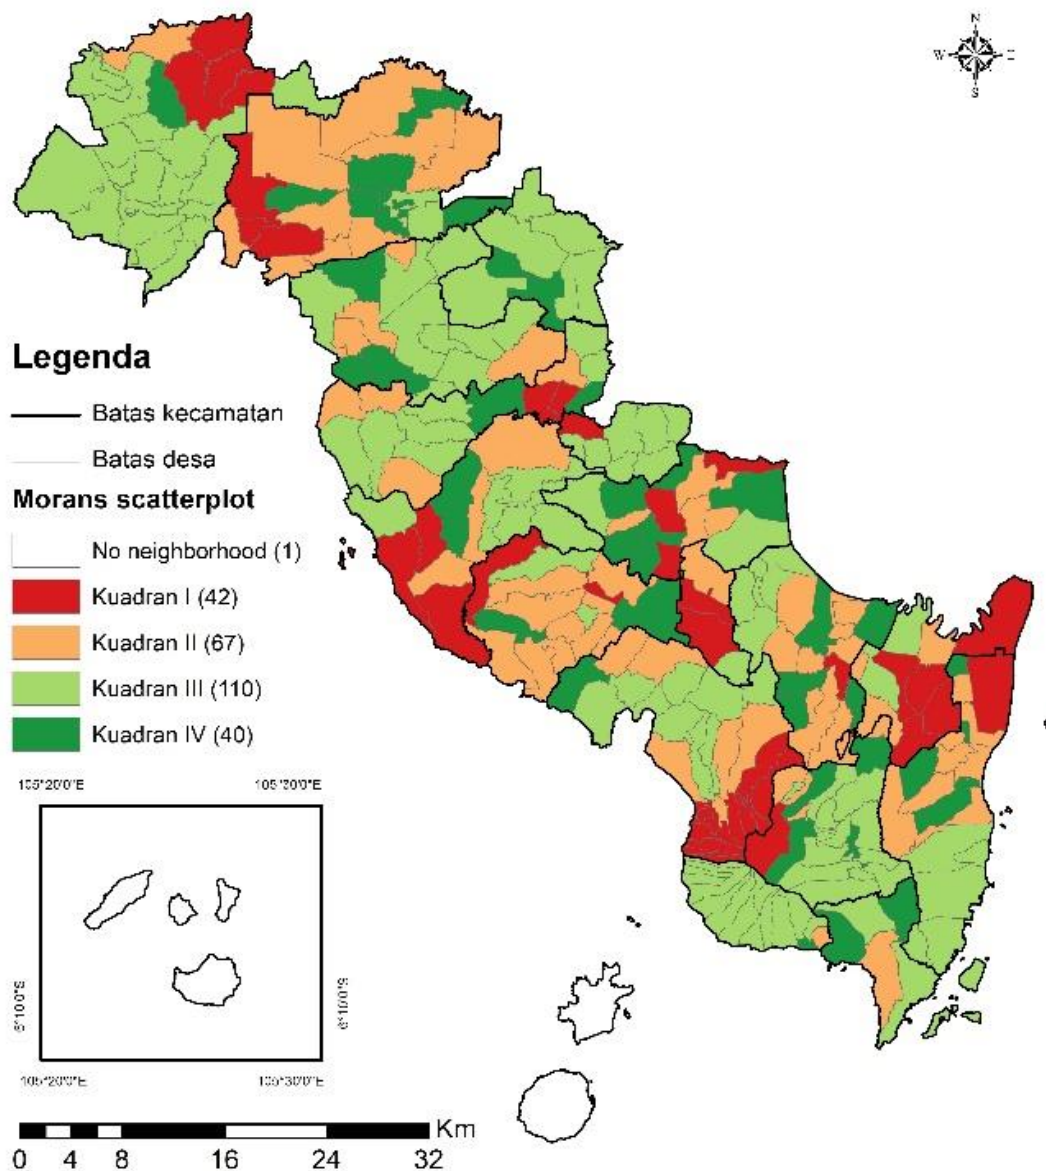 N
W E
S
Legenda
Batas kecamatan
Batas desa
Morans scatterplot
No neighborhood (1)
Kuadran I (42)
Kuadran II (67)
Kuadran III (110)
Kuadran IV (40)
105°20'0"E 105°30'0"E
6°10'0"S 6°10'0"S
105°20'0"E 105°30'0"E
Km
0 4 8 16 24 32